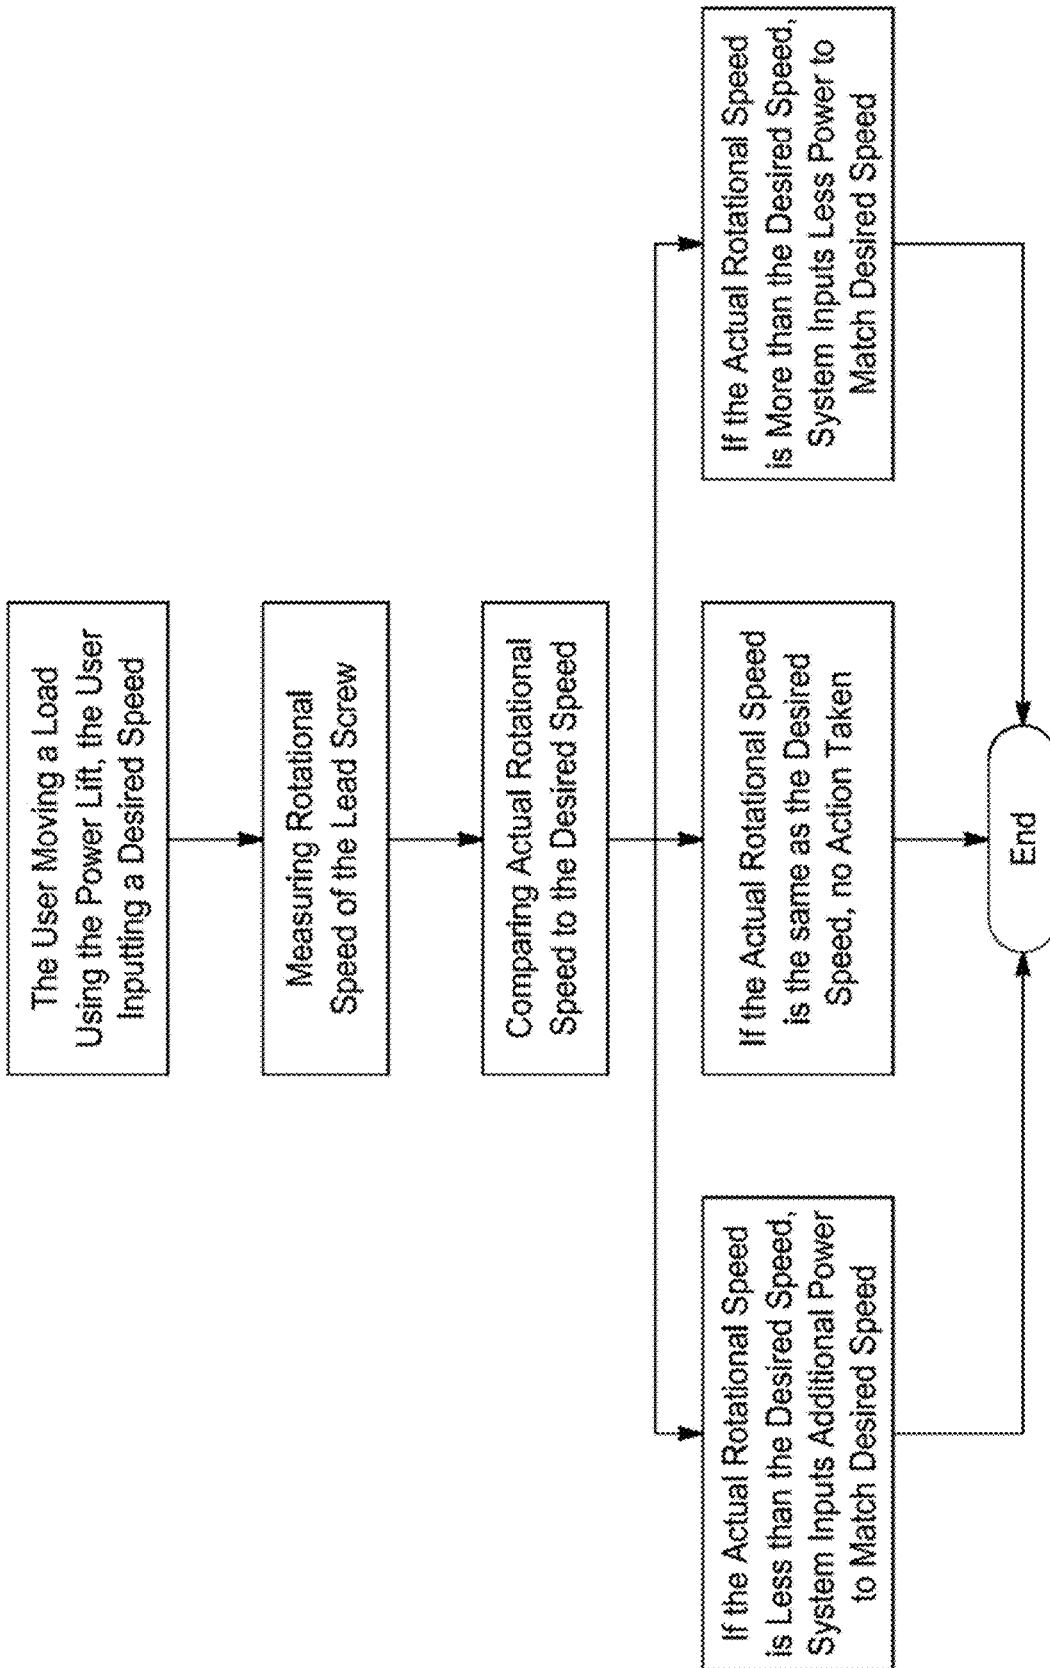 The User Moving a Load
Using the Power Lift, the User
Inputting a Desired Speed
Measuring Rotational
Speed of the Lead Screw
Comparing Actual Rotational
Speed to the Desired Speed
If the Actual Rotational Speed
is Less than the Desired Speed,
System Inputs Additional Power
to Match Desired Speed
If the Actual Rotational Speed
is the same as the Desired
Speed, no Action Taken
If the Actual Rotational Speed
is More than the Desired Speed,
System Inputs Less Power to
Match Desired Speed
End